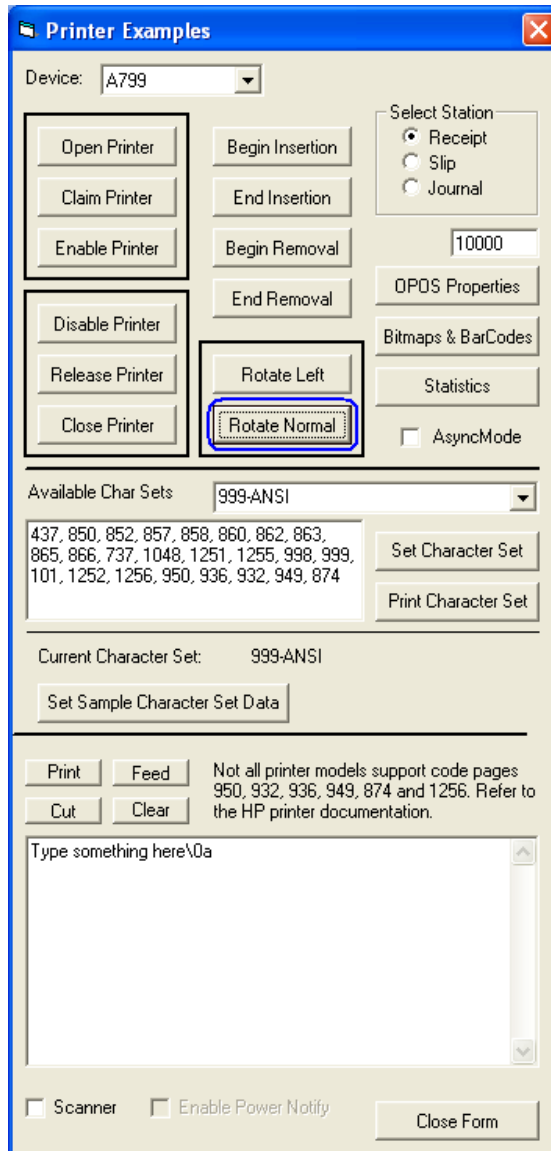 Printer Examples
Device: A799
Select Station
Receipt
Slip
Journal
Open Printer
Begin Insertion
Claim Printer
End Insertion
Enable Printer
Begin Removal
10000
End Removal
OPOS Properties
Disable Printer
Bitmaps & BarCodes
Release Printer
Rotate Left
Statistics
Close Printer
Rotate Normal
AsyncMode
Available Char Sets
999-ANSI
437, 850, 852, 857, 858, 860, 862, 863,
865, 866, 737, 1048, 1251, 1255, 998, 999,
101, 1252, 1256, 950, 936, 932, 949, 874
Set Character Set
Print Character Set
Current Character Set: 999-ANSI
Set Sample Character Set Data
Print
Feed
Cut
Clear
Not all printer models support code pages
950, 932, 936, 949, 874 and 1256. Refer to
the HP printer documentation.
Type something here\0a
Scanner
Enable Power Notify
Close Form